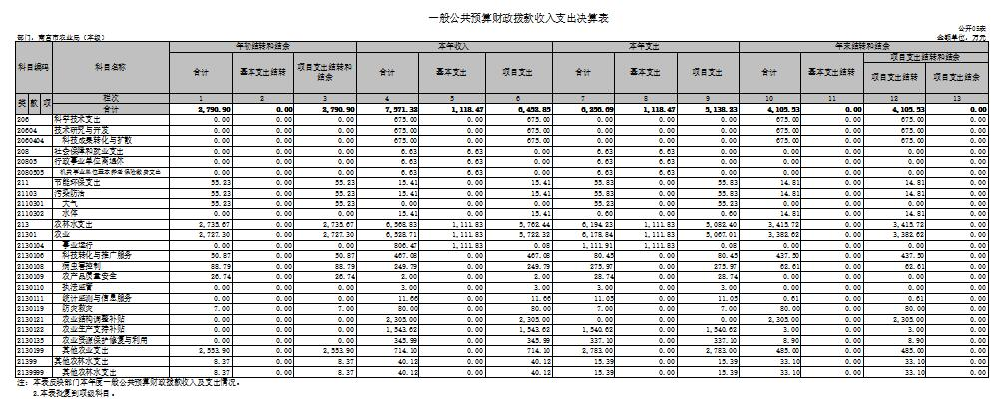 一般公共预算财政拨款收入支出决算表
公开05表
部门：南宫市农业局（本级） 金额单位：万元
科目编码 科目名称 年初结转和结余 本年收入 本年支出 年末结转和结余
合计 基本支出结转 项目支出结转和结余 合计 基本支出 项目支出 合计 基本支出 项目支出 合计 基本支出结转 项目支出结转和结余
项目支出结转 项目支出结余
类 款 项 栏次 1 2 3 4 5 6 7 8 9 10 11 12 13
合计 2,790.90 0.00 2,790.90 7,571.32 1,118.47 6,452.85 6,256.69 1,118.47 5,138.23 4,105.53 0.00 4,105.53 0.00
206 科学技术支出 0.00 0.00 0.00 675.00 0.00 675.00 0.00 0.00 0.00 675.00 0.00 675.00 0.00
20604 技术研究与开发 0.00 0.00 0.00 675.00 0.00 675.00 0.00 0.00 0.00 675.00 0.00 675.00 0.00
2060404 科技成果转化与扩散 0.00 0.00 0.00 675.00 0.00 675.00 0.00 0.00 0.00 675.00 0.00 675.00 0.00
208 社会保障和就业支出 0.00 0.00 0.00 6.63 6.63 0.00 6.63 6.63 0.00 0.00 0.00 0.00 0.00
20805 行政事业单位离退休 0.00 0.00 0.00 6.63 6.63 0.00 6.63 6.63 0.00 0.00 0.00 0.00 0.00
2080505 机关事业单位基本养老保险缴费支出 0.00 0.00 0.00 6.63 6.63 0.00 6.63 6.63 0.00 0.00 0.00 0.00 0.00
211 节能环保支出 55.23 0.00 55.23 15.41 0.00 15.41 55.83 0.00 55.83 14.81 0.00 14.81 0.00
21103 污染防治 55.23 0.00 55.23 15.41 0.00 15.41 55.83 0.00 55.83 14.81 0.00 14.81 0.00
2110301 大气 55.23 0.00 55.23 0.00 0.00 0.00 55.23 0.00 55.23 0.00 0.00 0.00 0.00
2110302 水体 0.00 0.00 0.00 15.41 0.00 15.41 0.60 0.00 0.60 14.81 0.00 14.81 0.00
213 农林水支出 2,735.67 0.00 2,735.67 6,568.83 1,111.83 5,762.44 6,194.23 1,111.83 5,082.40 3,415.72 0.00 3,415.72 0.00
21301 农业 2,727.30 0.00 2,727.30 6,528.71 1,111.83 5,722.32 6,178.84 1,111.83 5,067.01 3,382.62 0.00 3,382.62 0.00
2130104 事业运行 0.00 0.00 0.00 806.47 1,111.83 0.08 1,111.91 1,111.83 0.08 0.00 0.00 0.00 0.00
2130106 科技转化与推广服务 50.87 0.00 50.87 467.08 0.00 467.08 80.45 0.00 80.45 437.50 0.00 437.50 0.00
2130108 病虫害控制 88.79 0.00 88.79 249.79 0.00 249.79 275.97 0.00 275.97 62.61 0.00 62.61 0.00
2130109 农产品质量安全 26.74 0.00 26.74 2.00 0.00 2.00 28.74 0.00 28.74 0.00 0.00 0.00 0.00
2130110 执法监管 0.00 0.00 0.00 3.00 0.00 3.00 3.00 0.00 3.00 0.00 0.00 0.00 0.00
2130111 统计监测与信息服务 0.00 0.00 0.00 11.66 0.00 11.66 11.05 0.00 11.05 0.61 0.00 0.61 0.00
2130119 防灾救灾 7.00 0.00 7.00 80.00 0.00 80.00 7.00 0.00 7.00 80.00 0.00 80.00 0.00
2130121 农业结构调整补贴 0.00 0.00 0.00 2,305.00 0.00 2,305.00 0.00 0.00 0.00 2,305.00 0.00 2,305.00 0.00
2130122 农业生产支持补贴 0.00 0.00 0.00 1,543.62 0.00 1,543.62 1,540.62 0.00 1,540.62 3.00 0.00 3.00 0.00
2130135 农业资源保护修复与利用 0.00 0.00 0.00 345.99 0.00 345.99 337.10 0.00 337.10 8.90 0.00 8.90 0.00
2130199 其他农业支出 2,553.90 0.00 2,553.90 714.10 0.00 714.10 2,783.00 0.00 2,783.00 485.00 0.00 485.00 0.00
21399 其他农林水支出 8.37 0.00 8.37 40.12 0.00 40.12 15.39 0.00 15.39 33.10 0.00 33.10 0.00
2139999 其他农林水支出 8.37 0.00 8.37 40.12 0.00 40.12 15.39 0.00 15.39 33.10 0.00 33.10 0.00
注：本表反映部门本年度一般公共预算财政拨款收入及支出情况。
2.本表批复到项级科目。